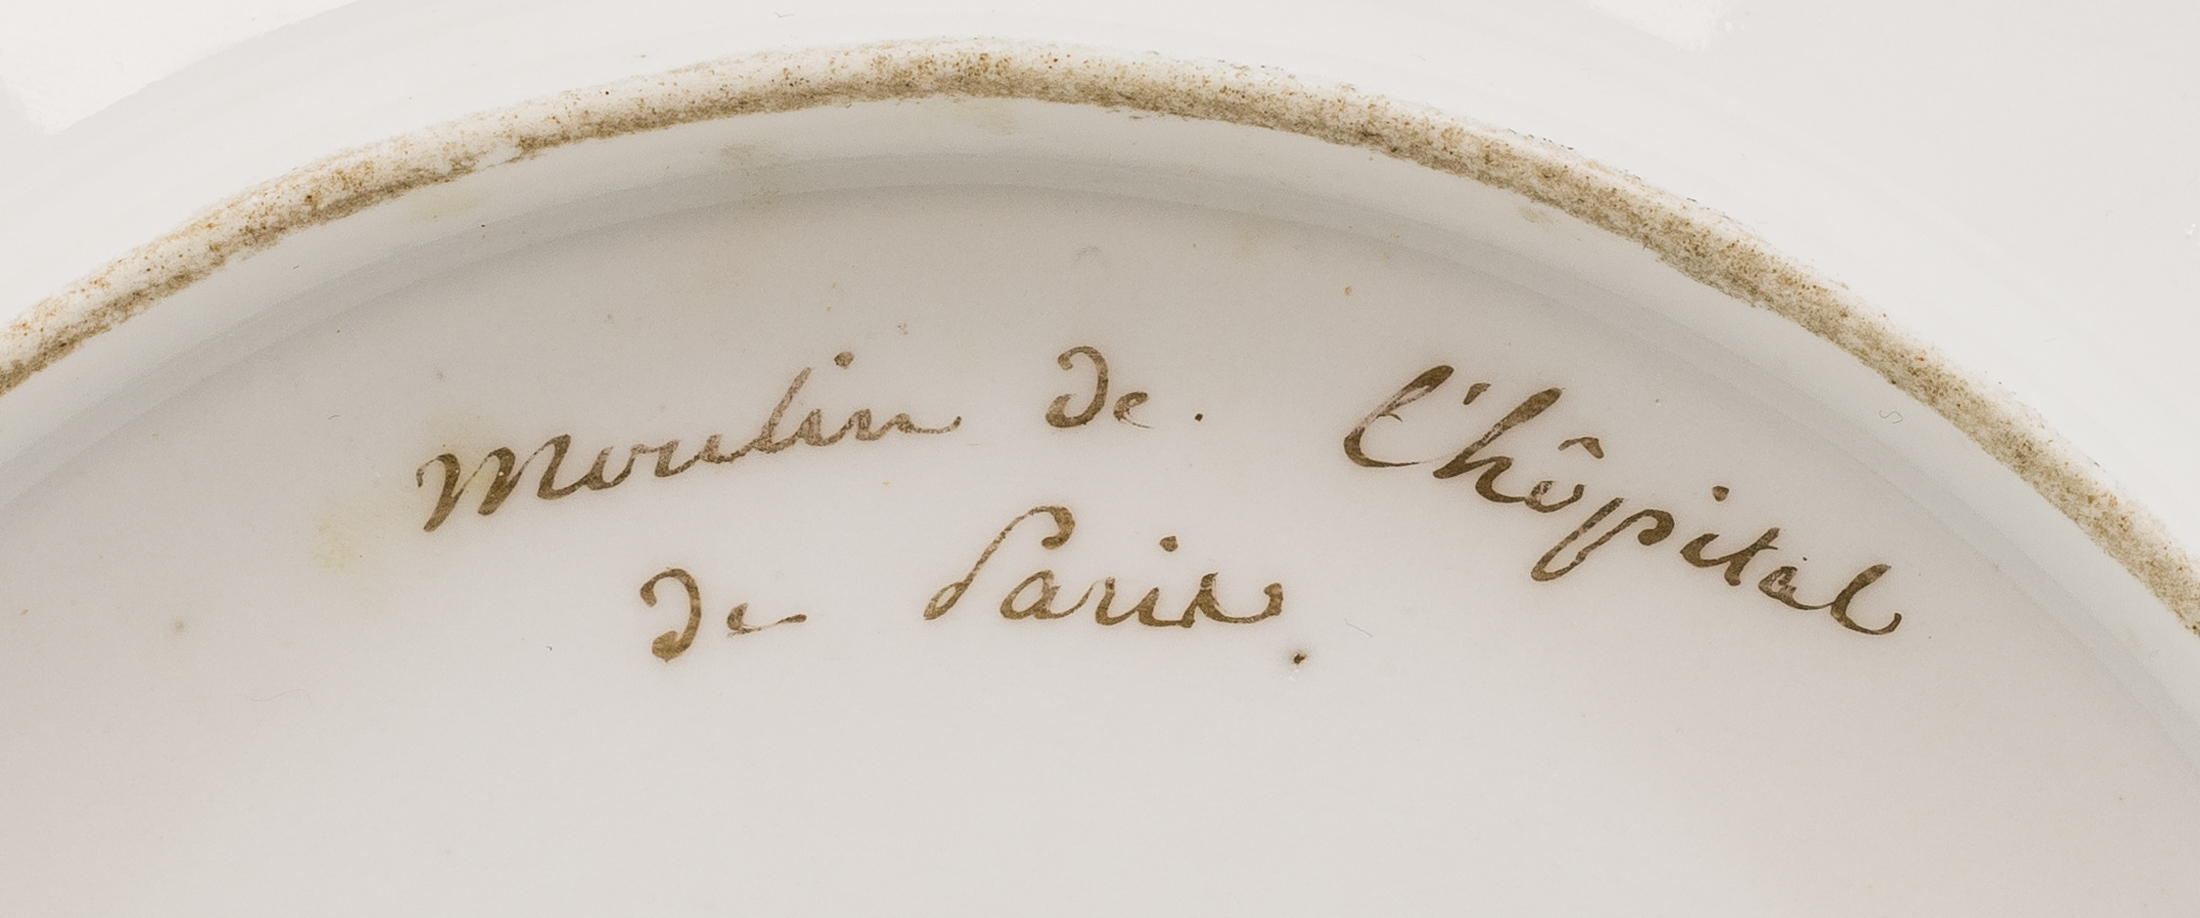 Moulin de. l'hôpital
de Paris.